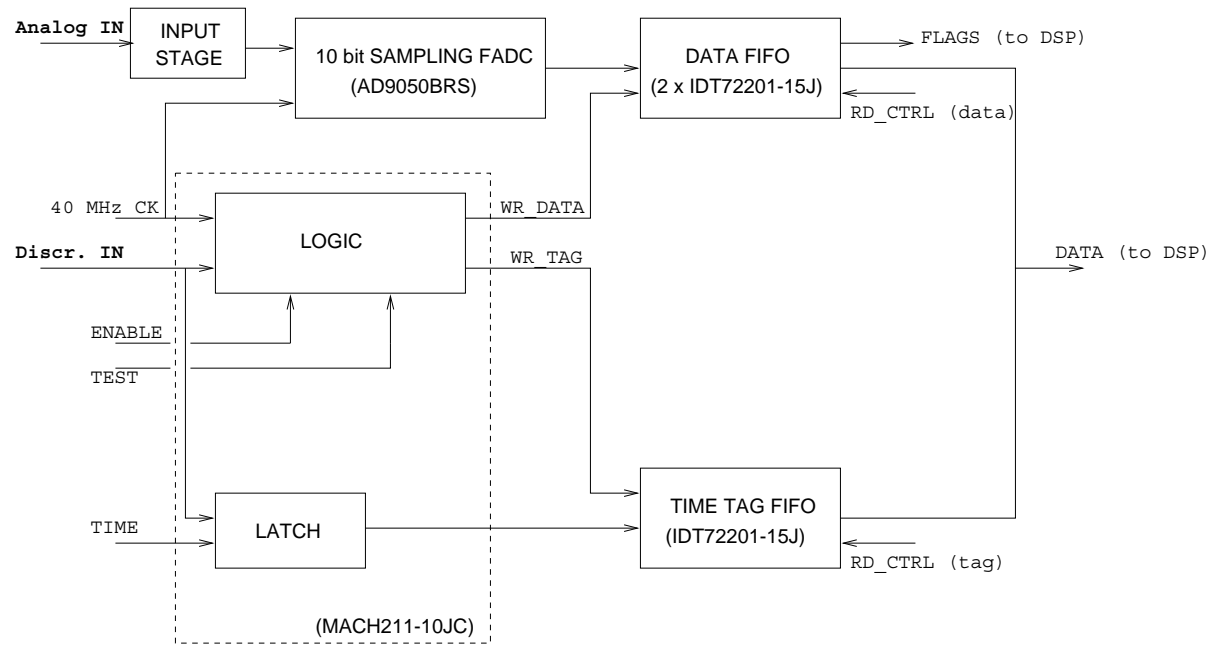 Analog IN
INPUT
STAGE
10 bit SAMPLING FADC
(AD9050BRS)
DATA FIFO
(2 x IDT72201-15J)
FLAGS (to DSP)
RD_CTRL (data)
40 MHz CK
LOGIC
WR_DATA
Discr. IN
WR_TAG
DATA (to DSP)
ENABLE
TEST
TIME
LATCH
TIME TAG FIFO
(IDT72201-15J)
RD_CTRL (tag)
(MACH211-10JC)